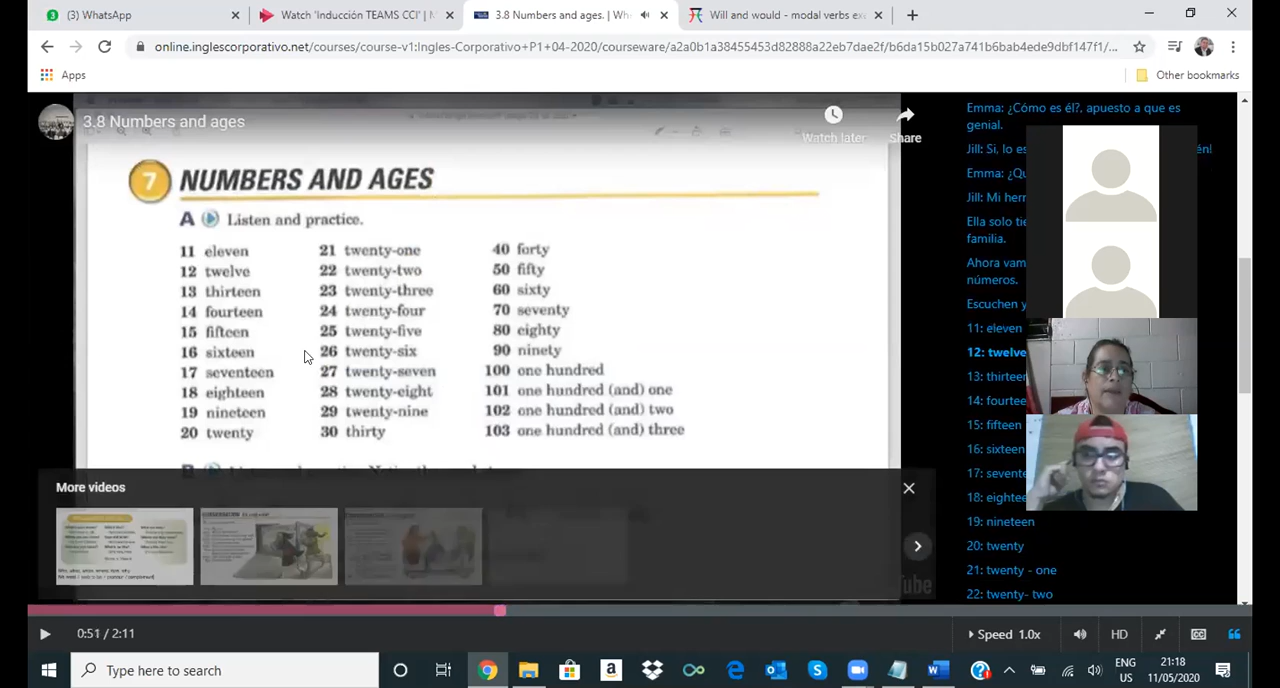 (3) WhatsApp
Watch 'Inducción TEAMS CCI' | M
3.8 Numbers and ages. | Wh
Will and would - modal verbs exe
online.inglescorporativo.net/courses/course-v1:Ingles-Corporativo+P1+04-2020/courseware/a2a0b1a38455453d82888a22eb7dae2f/b6da15b027a741b6bab4ede9dbf147f1/...
Apps
Other bookmarks
3.8 Numbers and ages
Watch later
Share
7 NUMBERS AND AGES
A Listen and practice.
11 eleven
12 twelve
13 thirteen
14 fourteen
15 fifteen
16 sixteen
17 seventeen
18 eighteen
19 nineteen
20 twenty
21 twenty-one
22 twenty-two
23 twenty-three
24 twenty-four
25 twenty-five
26 twenty-six
27 twenty-seven
28 twenty-eight
29 twenty-nine
30 thirty
40 forty
50 fifty
60 sixty
70 seventy
80 eighty
90 ninety
100 one hundred
101 one hundred (and) one
102 one hundred (and) two
103 one hundred (and) three
More videos
Emma: ¿Cómo es él?, apuesto a que es
genial.
Jill: Si, lo es
én!
Emma: ¿Qu
Jill: Mi herm
Ella solo tie
familia.
Ahora vam
números.
Escuchen y
11: eleven
12: twelve
13: thirteen
14: fourtee
15: fifteen
16: sixteen
17: sevente
18: eightee
19: nineteen
20: twenty
21: twenty - one
22: twenty- two
0:51 / 2:11
Speed 1.0x
HD
Type here to search
ENG
US
21:18
11/05/2020